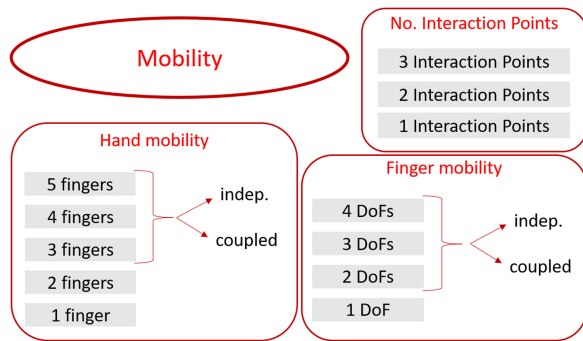 Mobility
No. Interaction Points
3 Interaction Points
2 Interaction Points
1 Interaction Points
Hand mobility
5 fingers
4 fingers
3 fingers
2 fingers
1 finger
indep.
coupled
Finger mobility
4 DoFs
3 DoFs
2 DoFs
1 DoF
indep.
coupled